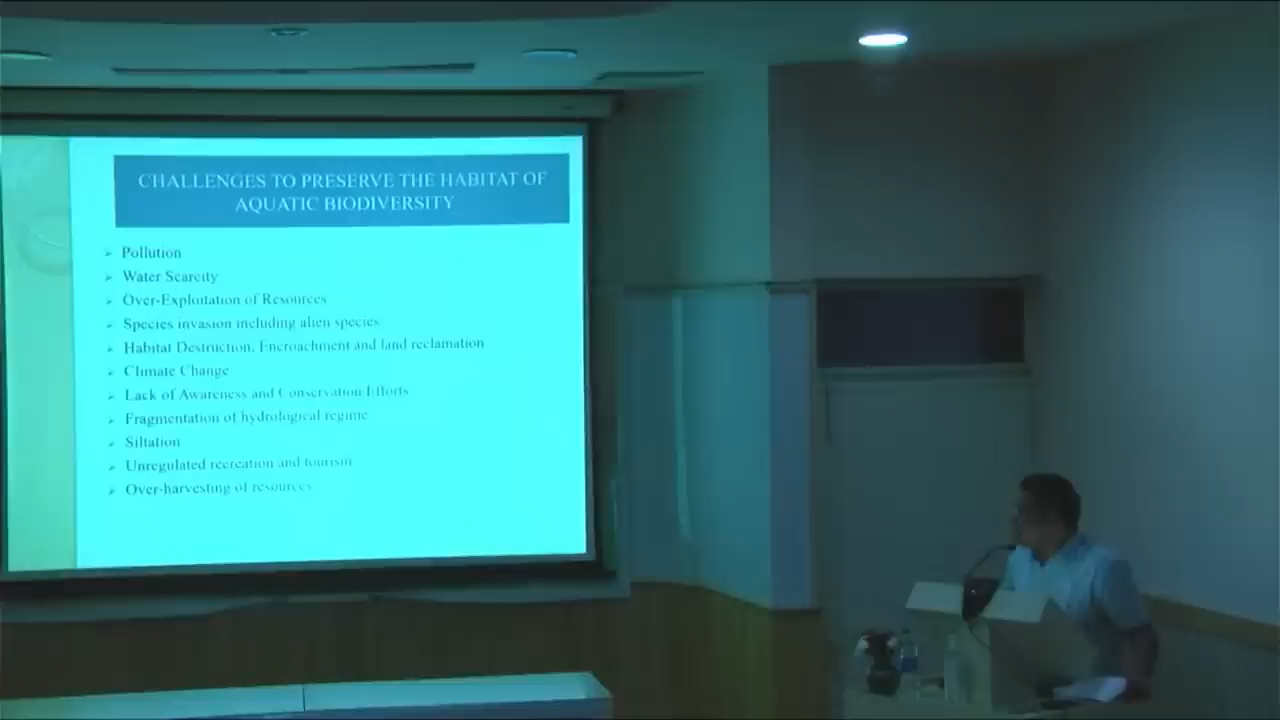 CHALLENGES TO PRESERVE THE HABITAT OF
AQUATIC BIODIVERSITY
➢ Pollution
➢ Water Scarcity
➢ Over-Exploitation of Resources
➢ Species invasion including alien species
➢ Habitat Destruction, Encroachment and land reclamation
➢ Climate Change
➢ Lack of Awareness and Conservation Efforts
➢ Fragmentation of hydrological regime
➢ Siltation
➢ Unregulated recreation and tourism
➢ Over-harvesting of resources